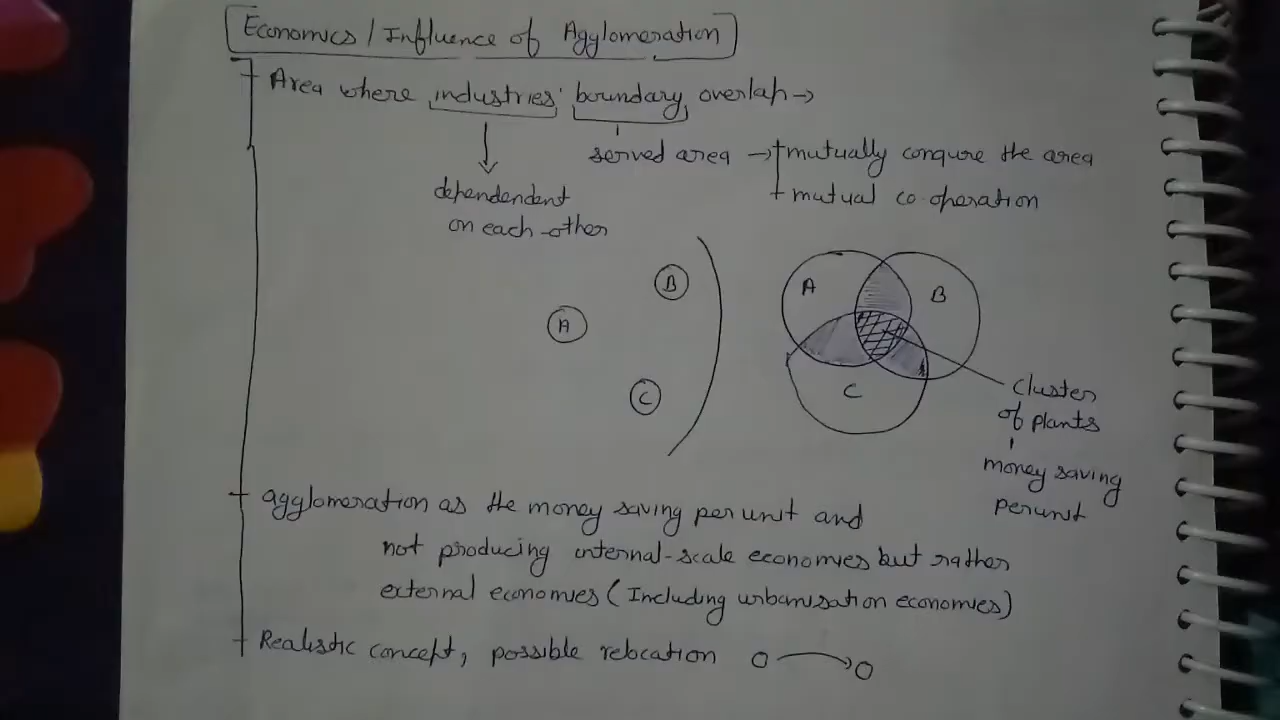 Economics / Influence of Agglomeration
Area where industries' boundary overlap →
served area → mutually conqure the area
mutual co-operation
dependendent
on each other
A
B
C
A
B
C
cluster
of plants
money saving
per unit
agglomeration as the money saving per unit and
not producing internal-scale economies but rather
external economies (Including urbanisation economies)
Realistic concept, possible relocation